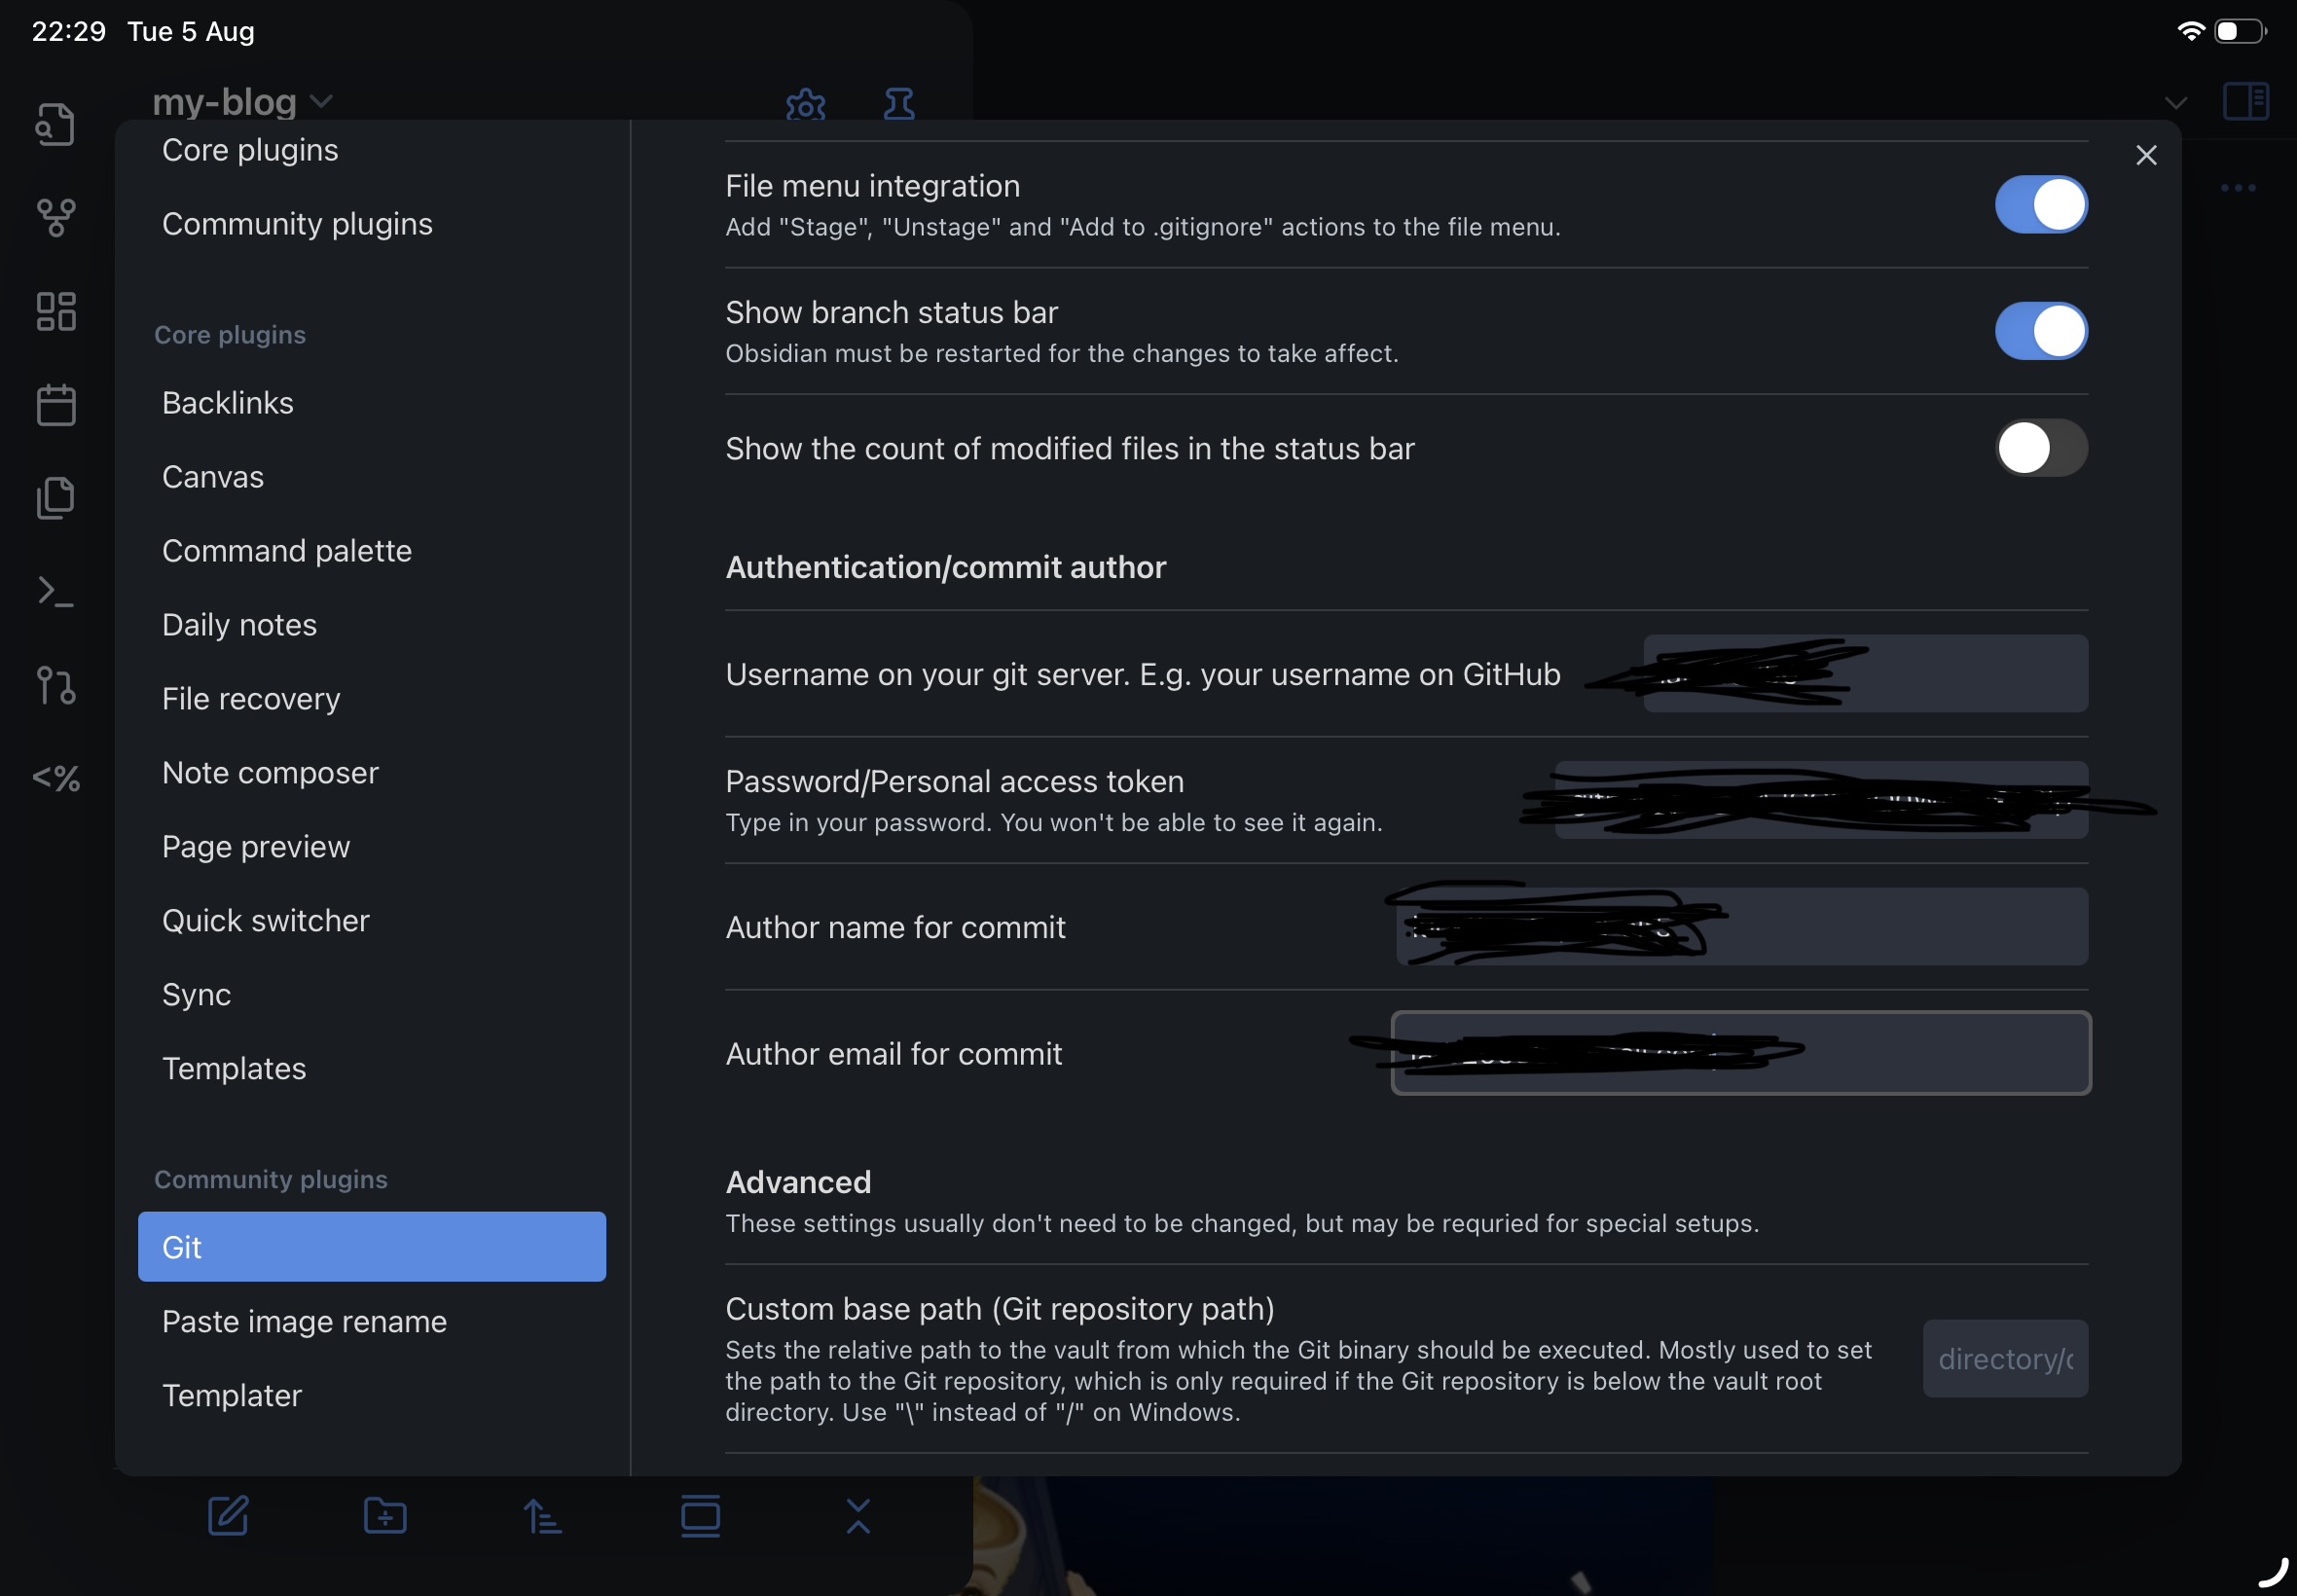 22:29 Tue 5 Aug
my-blog
Core plugins
Community plugins
Core plugins
Backlinks
Canvas
Command palette
Daily notes
File recovery
Note composer
Page preview
Quick switcher
Sync
Templates
Community plugins
Git
Paste image rename
Templater
<%
File menu integration
Add "Stage", "Unstage" and "Add to .gitignore" actions to the file menu.
Show branch status bar
Obsidian must be restarted for the changes to take affect.
Show the count of modified files in the status bar
Authentication/commit author
Username on your git server. E.g. your username on GitHub
Password/Personal access token
Type in your password. You won't be able to see it again.
Author name for commit
Author email for commit
Advanced
These settings usually don't need to be changed, but may be requried for special setups.
Custom base path (Git repository path)
Sets the relative path to the vault from which the Git binary should be executed. Mostly used to set
the path to the Git repository, which is only required if the Git repository is below the vault root
directory. Use "\" instead of "/" on Windows.
directory/